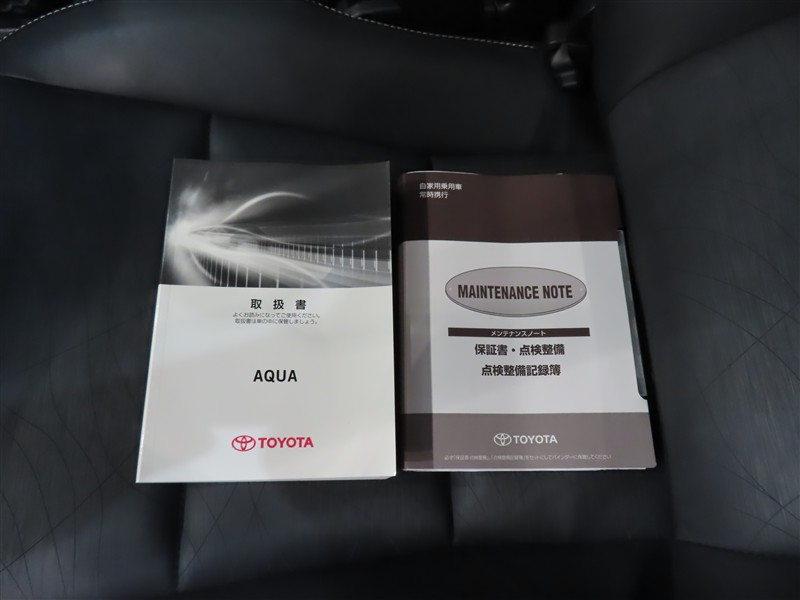 取扱書
よくお読みになってご使用ください。
取扱書は車の中に保管しましょう。
AQUA
TOYOTA
自家用乗用車
常時携行
MAINTENANCE NOTE
メンテナンスノート
保証書・点検整備
点検整備記録簿
TOYOTA